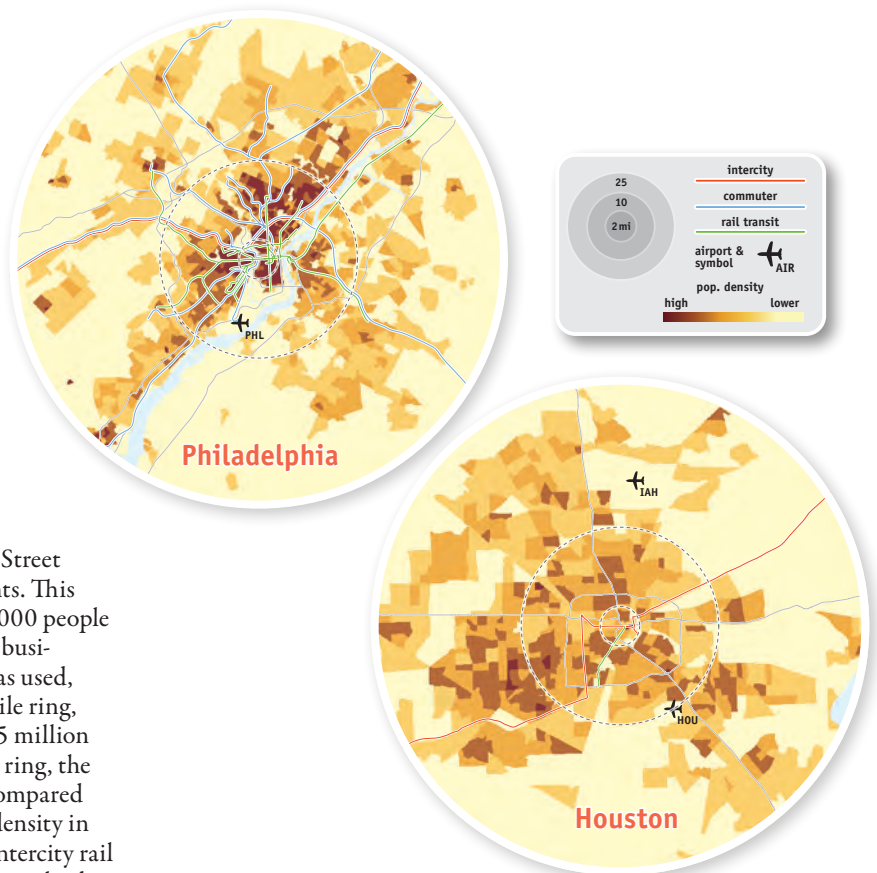 PHL
Philadelphia
25
10
2 mi
intercity
commuter
rail transit
airport &
symbol
AIR
pop. density
high lower
IAH
HOU
Houston
Street
nts. This
000 people
busi-
as used,
ile ring,
5 million
ring, the
ompared
density in
ntercity rail